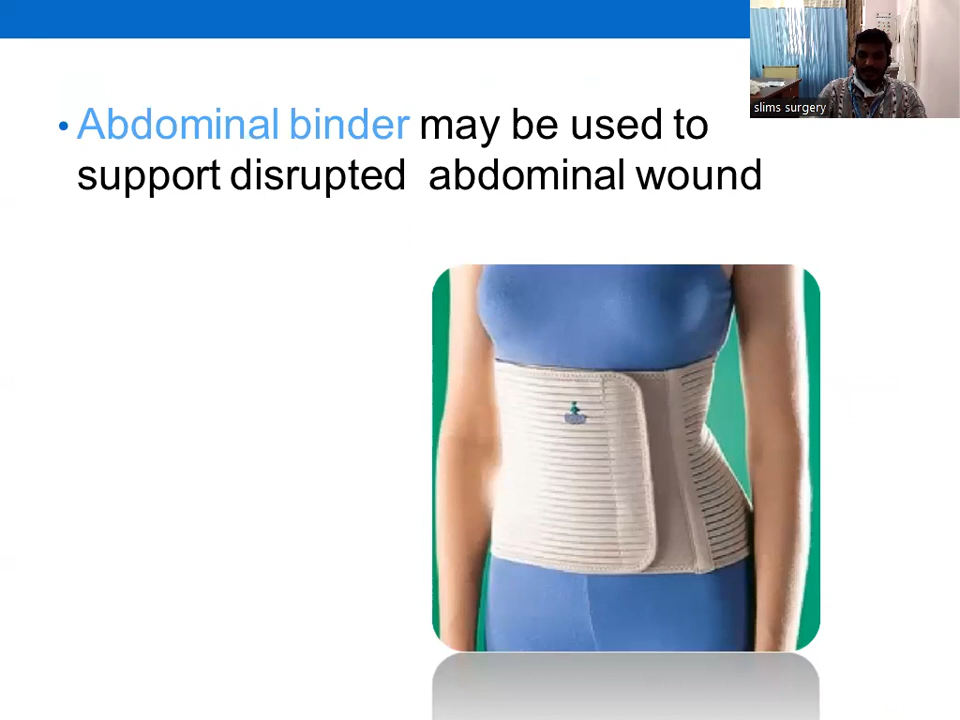 slims surgery
• Abdominal binder may be used to
support disrupted abdominal wound